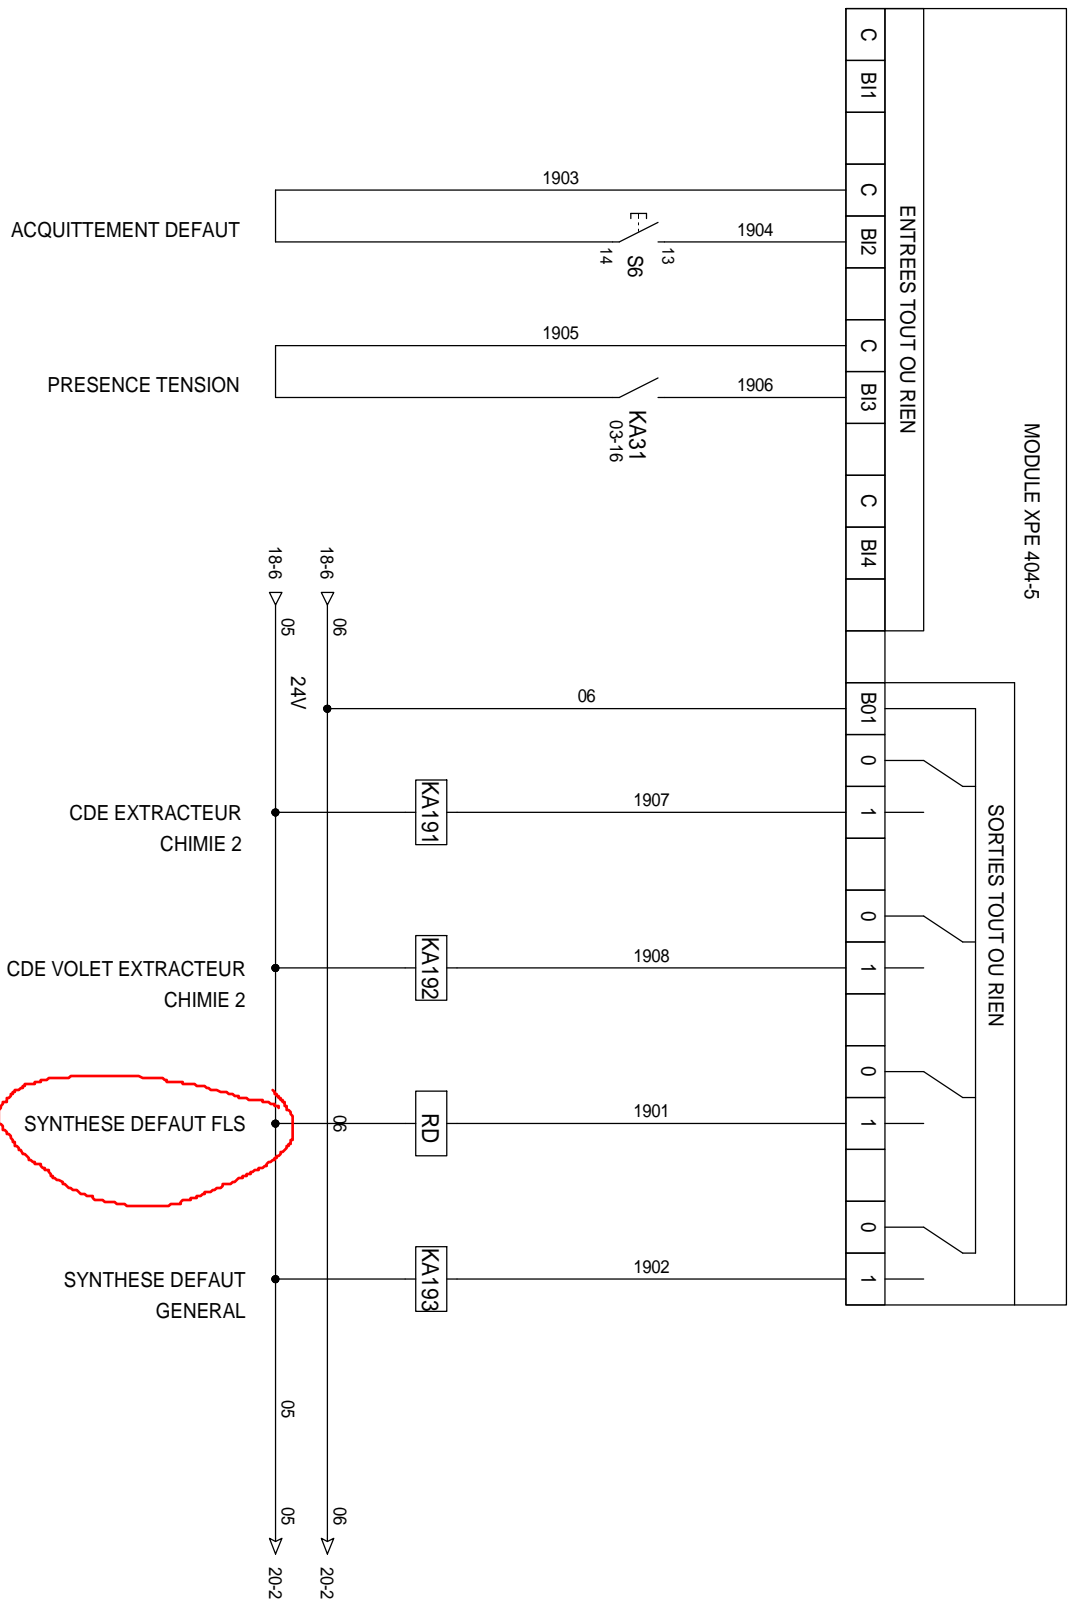 C
BI1
C
BI2
C
BI3
C
BI4
B01
0
1
0
1
0
1
0
1
ENTREES TOUT OU RIEN
SORTIES TOUT OU RIEN
MODULE XPE 404-5
1903
ACQUITTEMENT DEFAUT
1904
14
S6
13
1905
PRESENCE TENSION
1906
KA31
03-16
18-6
18-6
05
06
24V
06
CDE EXTRACTEUR
CHIMIE 2
KA191
1907
CDE VOLET EXTRACTEUR
CHIMIE 2
KA192
1908
SYNTHESE DEFAUT FLS
06
RD
1901
SYNTHESE DEFAUT
GENERAL
KA193
1902
05
05
06
20-2
20-2